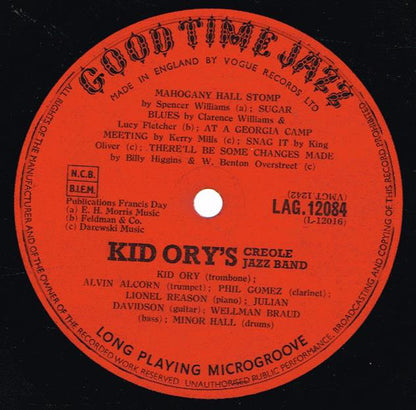 GOOD TIME JAZZ
MADE IN ENGLAND BY VOGUE RECORDS LTD
ALL RIGHTS OF THE MANUFACTURER AND OF THE OWNER OF THE RECORDED WORK RESERVED. UNAUTHORISED PUBLIC PERFORMANCE, BROADCASTING AND COPYING OF THIS RECORD PROHIBITED
MAHOGANY HALL STOMP
by Spencer Williams (a); SUGAR
BLUES by Clarence Williams &
Lucy Fletcher (b); AT A GEORGIA CAMP
MEETING by Kerry Mills (c); SNAG IT by King
Oliver (c); THERE'LL BE SOME CHANGES MADE
by Billy Higgins & W. Benton Overstreet (c)
N.C.B.
B.I.E.M.
(VMGT 1242)
Publications Francis Day
(a) E. H. Morris Music
(b) Feldman & Co.
(c) Darewski Music
LAG.12084
(L-12016)
KID ORY'S CREOLE
JAZZ BAND
KID ORY (trombone);
ALVIN ALCORN (trumpet); PHIL GOMEZ (clarinet);
LIONEL REASON (piano); JULIAN
DAVIDSON (guitar); WELLMAN BRAUD
(bass); MINOR HALL (drums)
LONG PLAYING MICROGROOVE